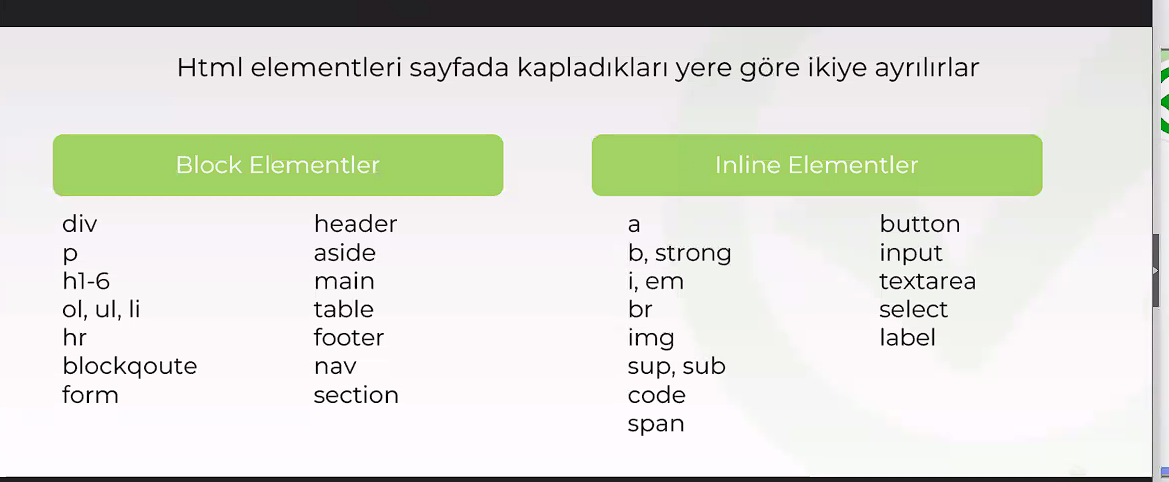 Html elementleri sayfada kapladıkları yere göre ikiye ayrılırlar
Block Elementler
div
p
h1-6
ol, ul, li
hr
blockqoute
form
header
aside
main
table
footer
nav
section
Inline Elementler
a
b, strong
i, em
br
img
sup, sub
code
span
button
input
textarea
select
label